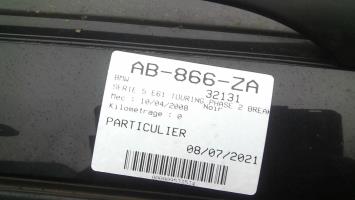 AB-866-ZA
BMW 32131
SERIE 5 E61 TOURING PHASE 2 BREAK
Mec : 10/04/2008 Noir
Kilometrage : 0
PARTICULIER
08/07/2021